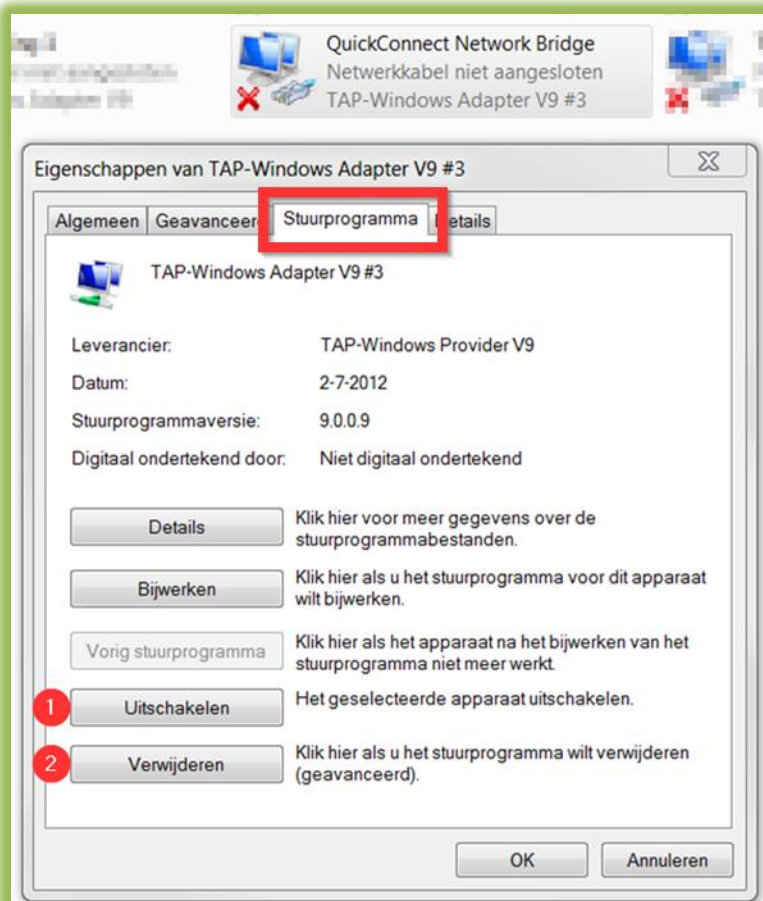 QuickConnect Network Bridge
Netwerkkabel niet aangesloten
TAP-Windows Adapter V9 #3
Eigenschappen van TAP-Windows Adapter V9 #3
Algemeen
Stuurprogramma
TAP-Windows Adapter V9 #3
Leverancier: TAP-Windows Provider V9
Datum: 2-7-2012
Stuurprogrammaversie: 9.0.0.9
Digitaal ondertekend door: Niet digitaal ondertekend
Details
Klik hier voor meer gegevens over de
stuurprogrammabestanden.
Bijwerken
Klik hier als u het stuurprogramma voor dit apparaat
wilt bijwerken.
Vorig stuurprogramma
Klik hier als het apparaat na het bijwerken van het
stuurprogramma niet meer werkt.
1
Uitschakelen
Het geselecteerde apparaat uitschakelen.
2
Verwijderen
Klik hier als u het stuurprogramma wilt verwijderen
(geavanceerd).
OK
Annuleren